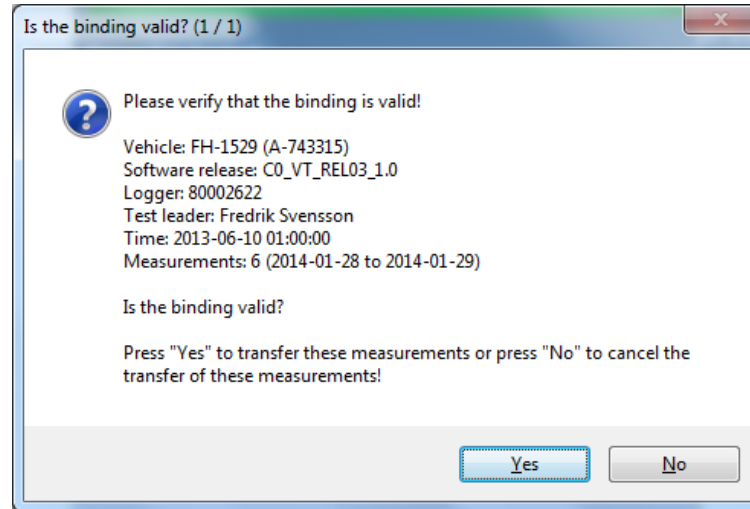 Is the binding valid? (1 / 1)
Please verify that the binding is valid!
Vehicle: FH-1529 (A-743315)
Software release: C0_VT_REL03_1.0
Logger: 80002622
Test leader: Fredrik Svensson
Time: 2013-06-10 01:00:00
Measurements: 6 (2014-01-28 to 2014-01-29)
Is the binding valid?
Press "Yes" to transfer these measurements or press "No" to cancel the
transfer of these measurements!
Yes
No